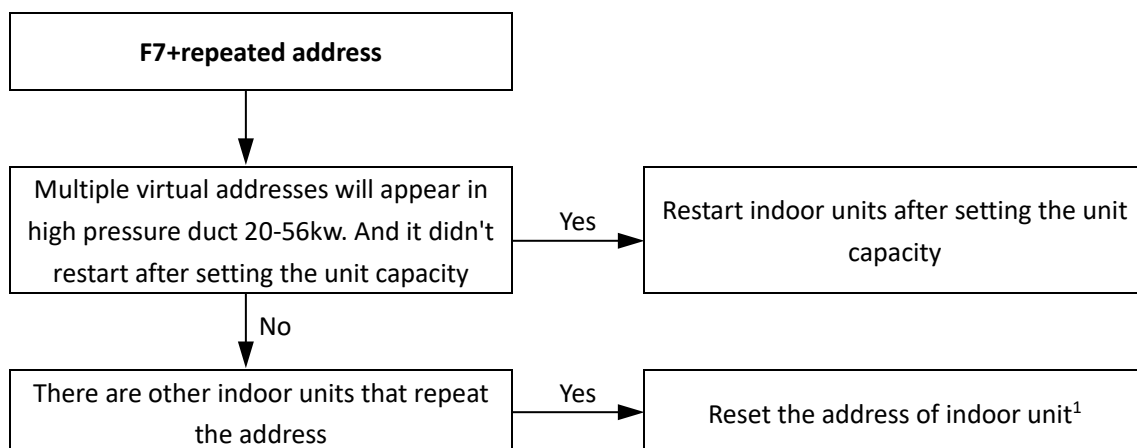 F7+repeated address
Multiple virtual addresses will appear in
high pressure duct 20-56kw. And it didn't
restart after setting the unit capacity
Yes
Restart indoor units after setting the unit
capacity
No
There are other indoor units that repeat
the address
Yes
Reset the address of indoor unit¹